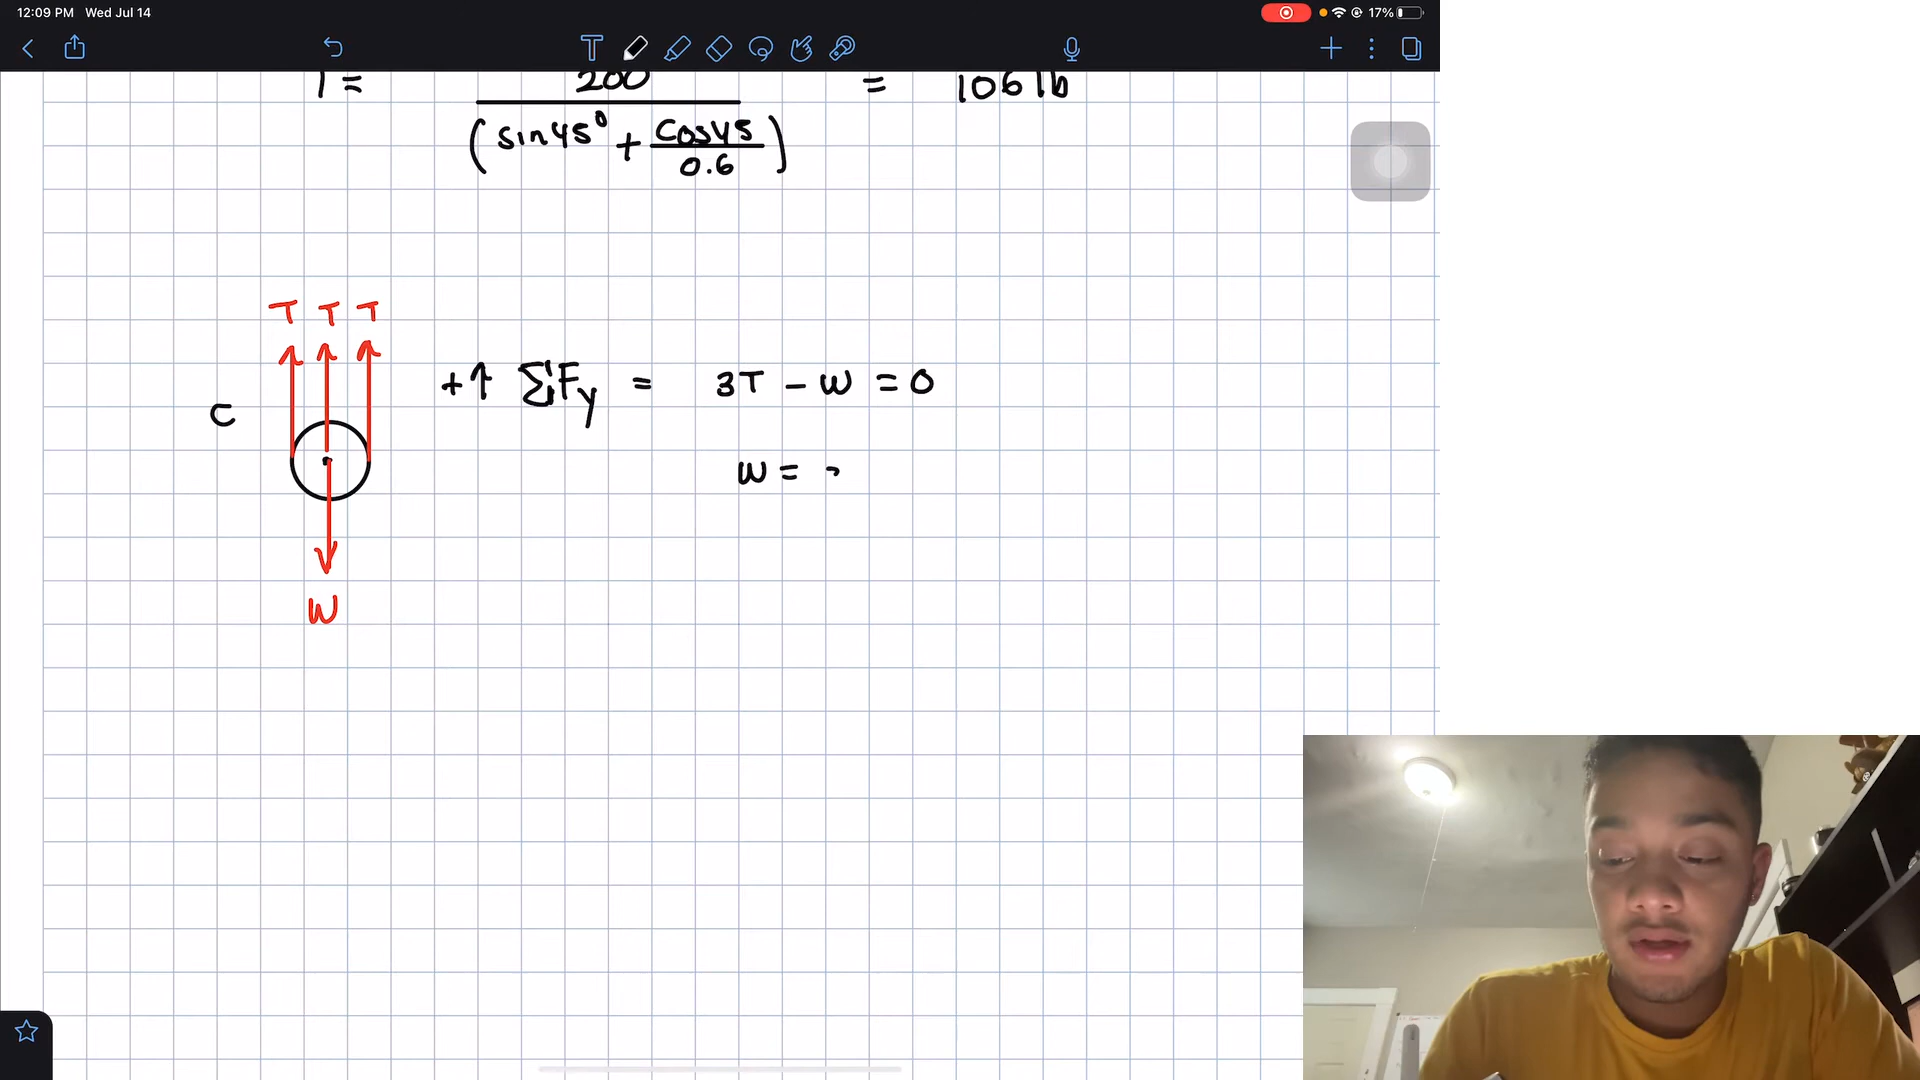 12:09 PM Wed Jul 14
17%
T = 200 / (sin45° + cos45 / 0.6) = 106 lb
T T T
+↑ ΣFy = 3T - W = 0
C
W =
W